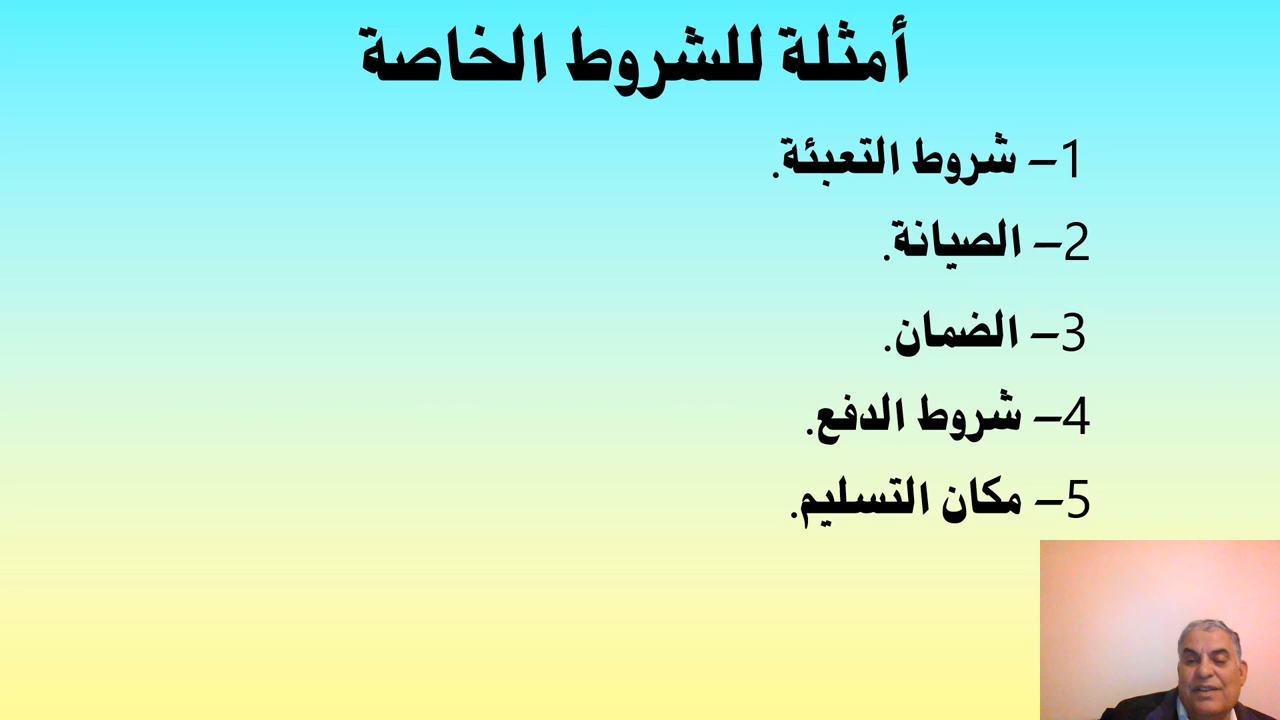 أمثلة للشروط الخاصة
1– شروط التعبئة.
2– الصيانة.
3– الضمان.
4– شروط الدفع.
5– مكان التسليم.